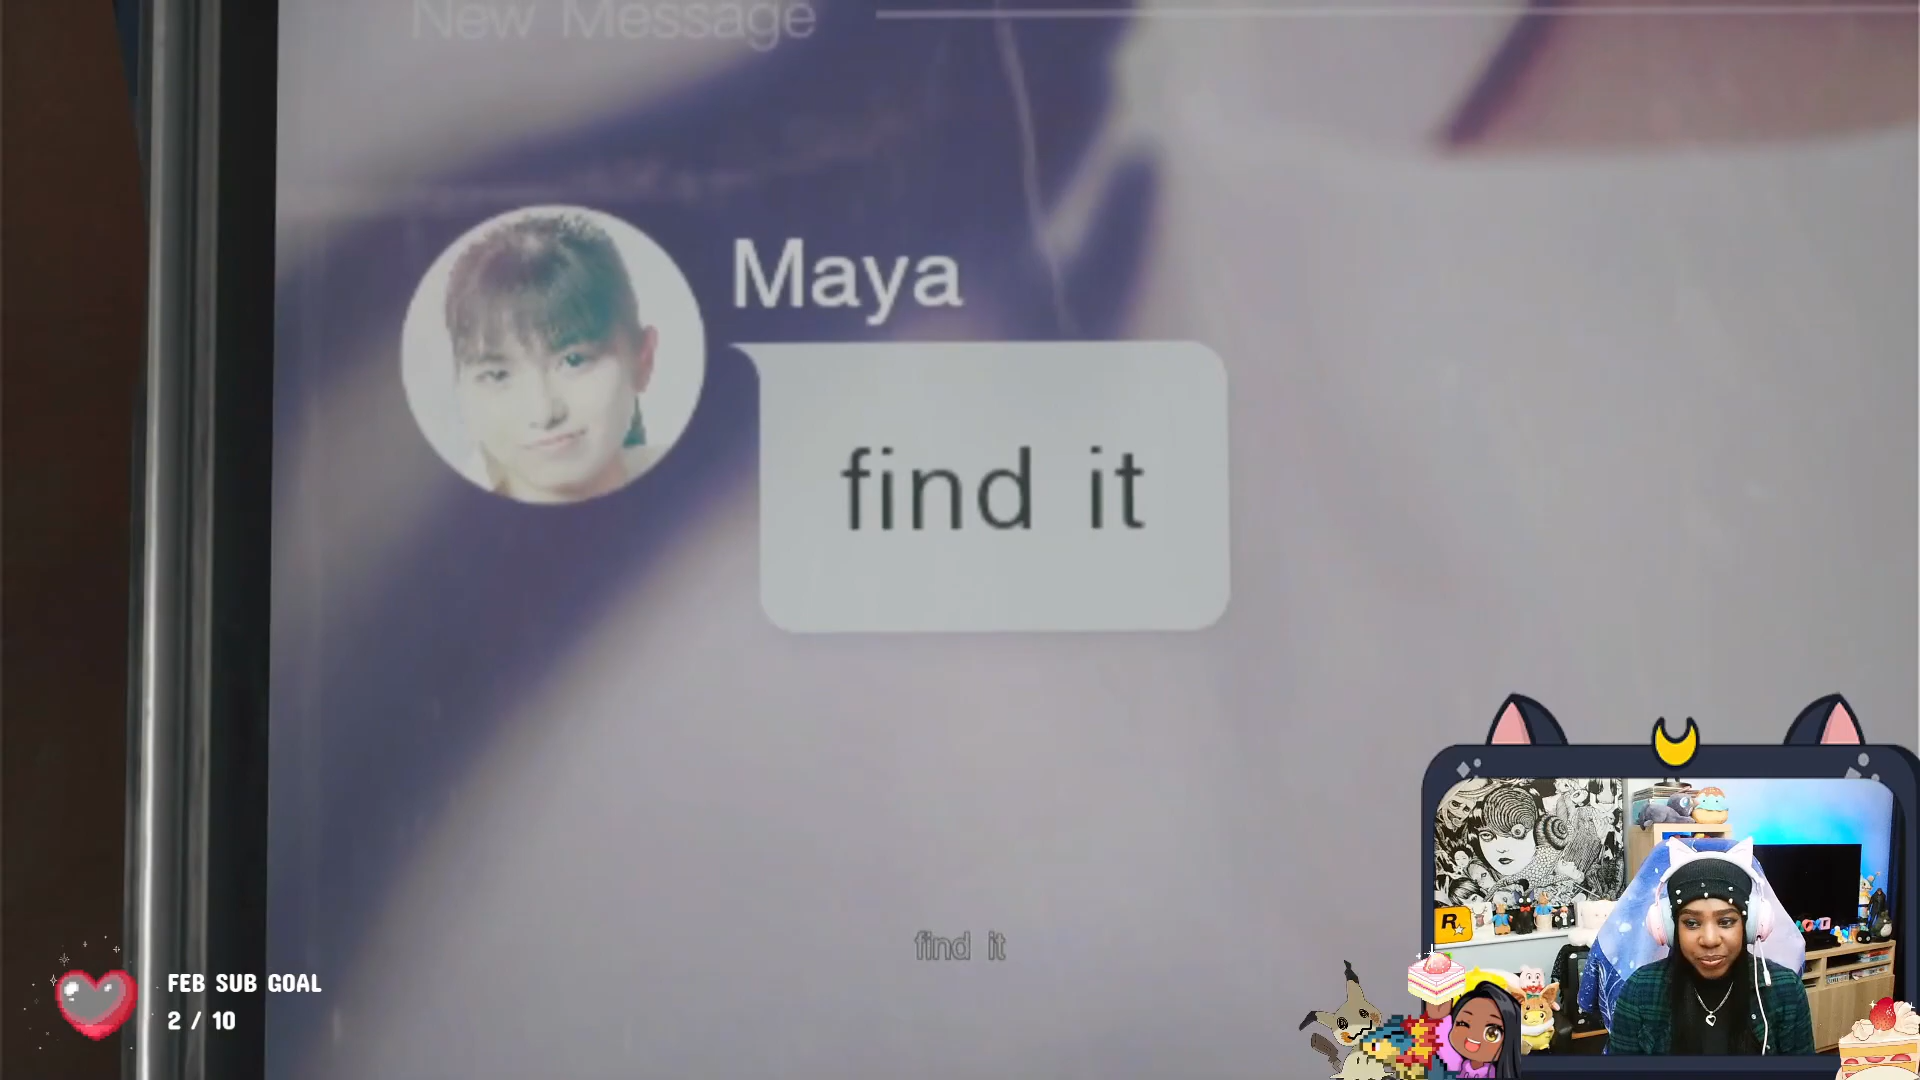 New Message
Maya
find it
find it
FEB SUB GOAL
2 / 10
R